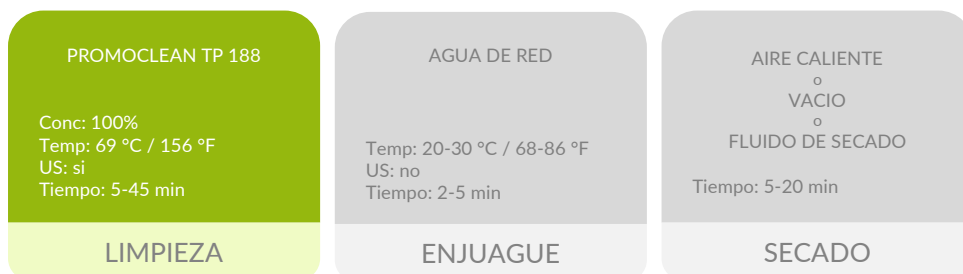 PROMOCLEAN TP 188
Conc: 100%
Temp: 69 °C / 156 °F
US: si
Tiempo: 5-45 min
LIMPIEZA
AGUA DE RED
Temp: 20-30 °C / 68-86 °F
US: no
Tiempo: 2-5 min
ENJUAGUE
AIRE CALIENTE
o
VACIO
o
FLUIDO DE SECADO
Tiempo: 5-20 min
SECADO